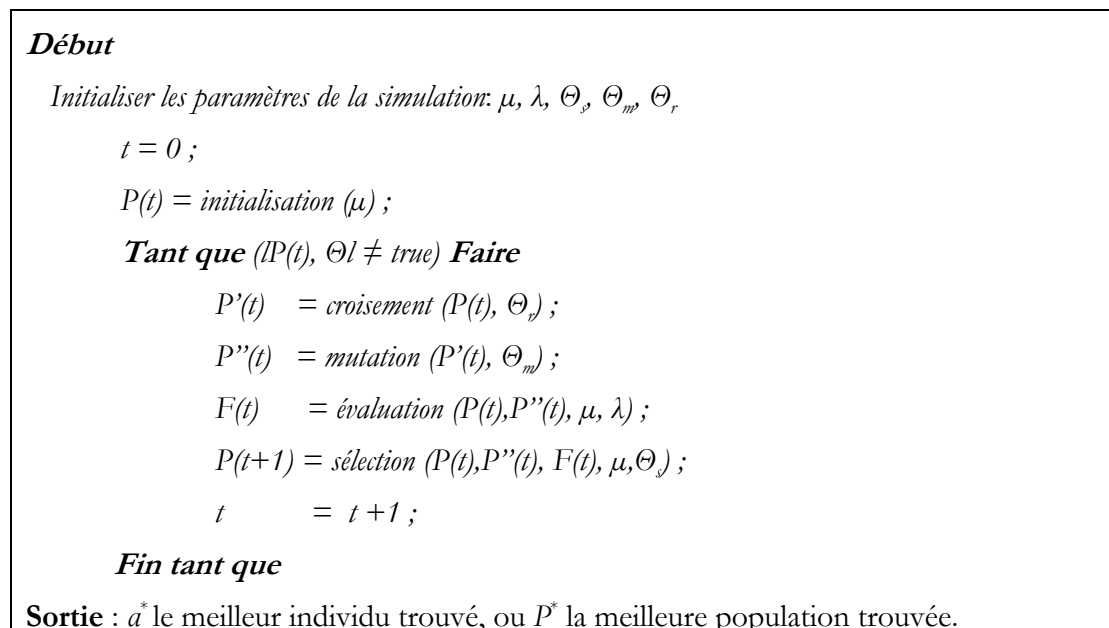 Début
Initialiser les paramètres de la simulation: μ, λ, Θs, Θm, Θr
t = 0 ;
P(t) = initialisation (μ) ;
Tant que (lP(t), Θl ≠ true) Faire
P’(t) = croisement (P(t), Θr) ;
P’’(t) = mutation (P’(t), Θm) ;
F(t) = évaluation (P(t),P’’(t), μ, λ) ;
P(t+1) = sélection (P(t),P’’(t), F(t), μ,Θs) ;
t = t +1 ;
Fin tant que
Sortie : a* le meilleur individu trouvé, ou P* la meilleure population trouvée.